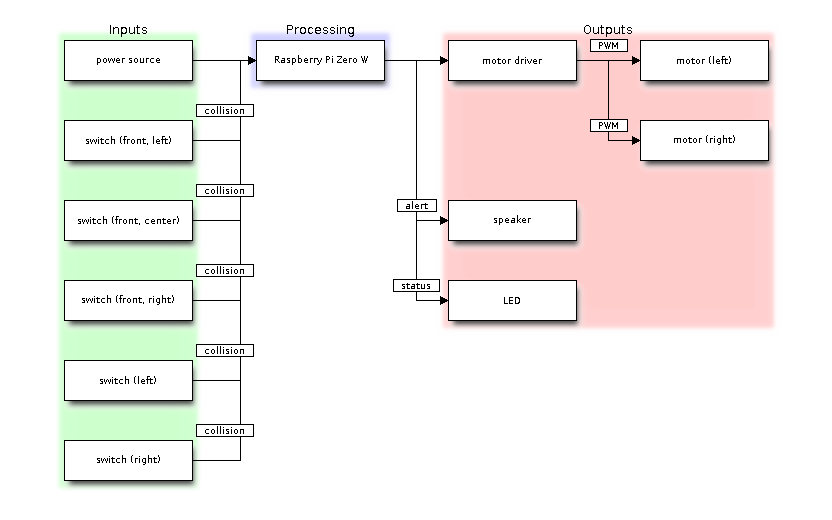 Inputs
Processing
Outputs
power source
Raspberry Pi Zero W
motor driver
PWM
motor (left)
collision
switch (front, left)
PWM
motor (right)
collision
switch (front, center)
alert
speaker
collision
switch (front, right)
status
LED
collision
switch (left)
collision
switch (right)